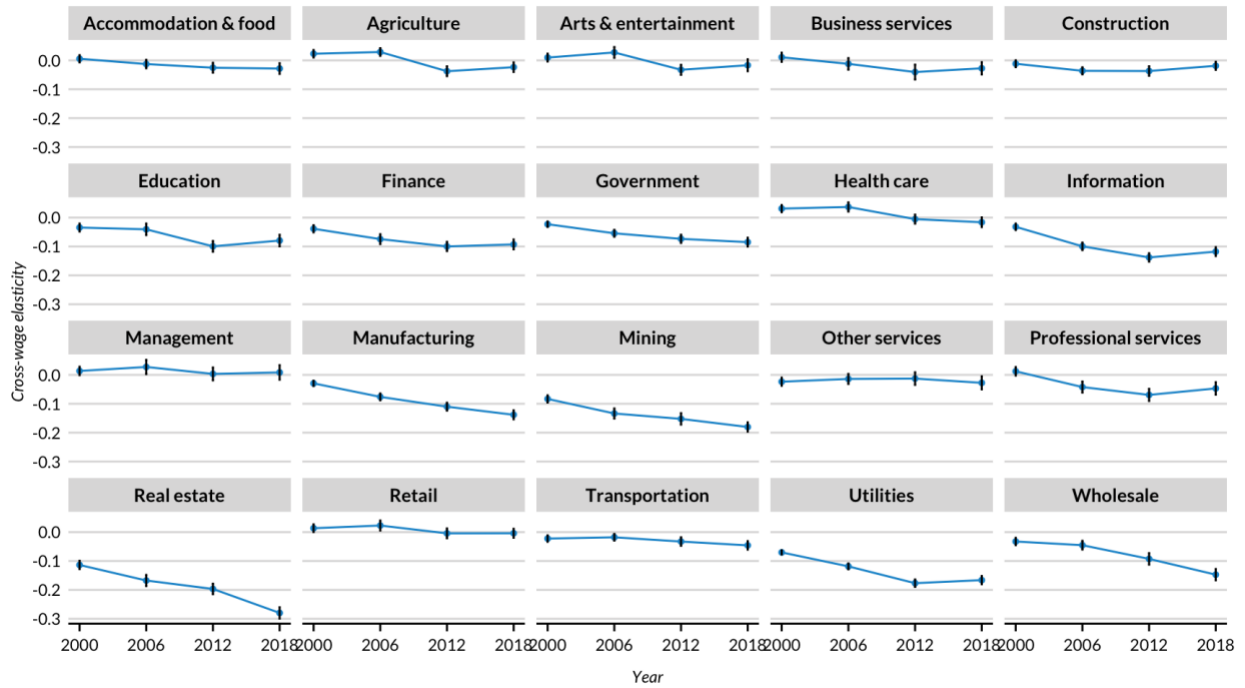 Accommodation & food Agriculture Arts & entertainment Business services Construction
0.0
-0.1
-0.2
-0.3
Education Finance Government Health care Information
0.0
-0.1
-0.2
-0.3
Management Manufacturing Mining Other services Professional services
0.0
-0.1
-0.2
-0.3
Real estate Retail Transportation Utilities Wholesale
0.0
-0.1
-0.2
-0.3
2000 2006 2012 2018 2000 2006 2012 2018 2000 2006 2012 2018 2000 2006 2012 2018 2000 2006 2012 2018
Cross-wage elasticity
Year